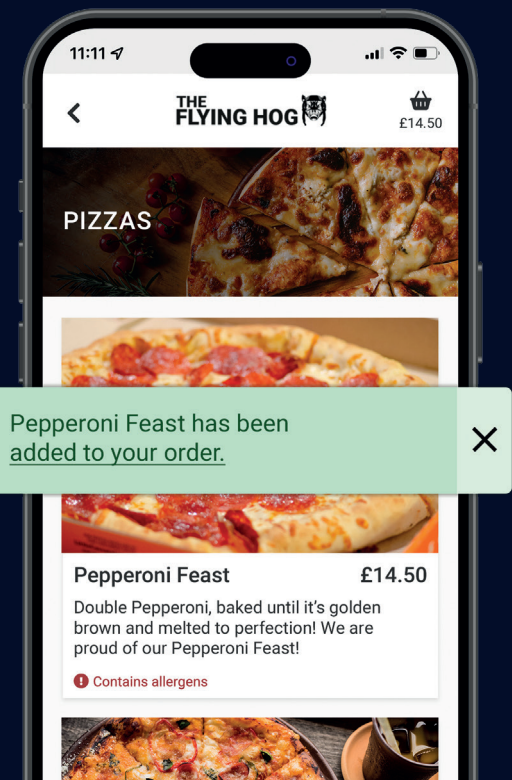 11:11
THE
FLYING HOG
£14.50
PIZZAS
Pepperoni Feast has been
added to your order.
Pepperoni Feast £14.50
Double Pepperoni, baked until it's golden
brown and melted to perfection! We are
proud of our Pepperoni Feast!
Contains allergens